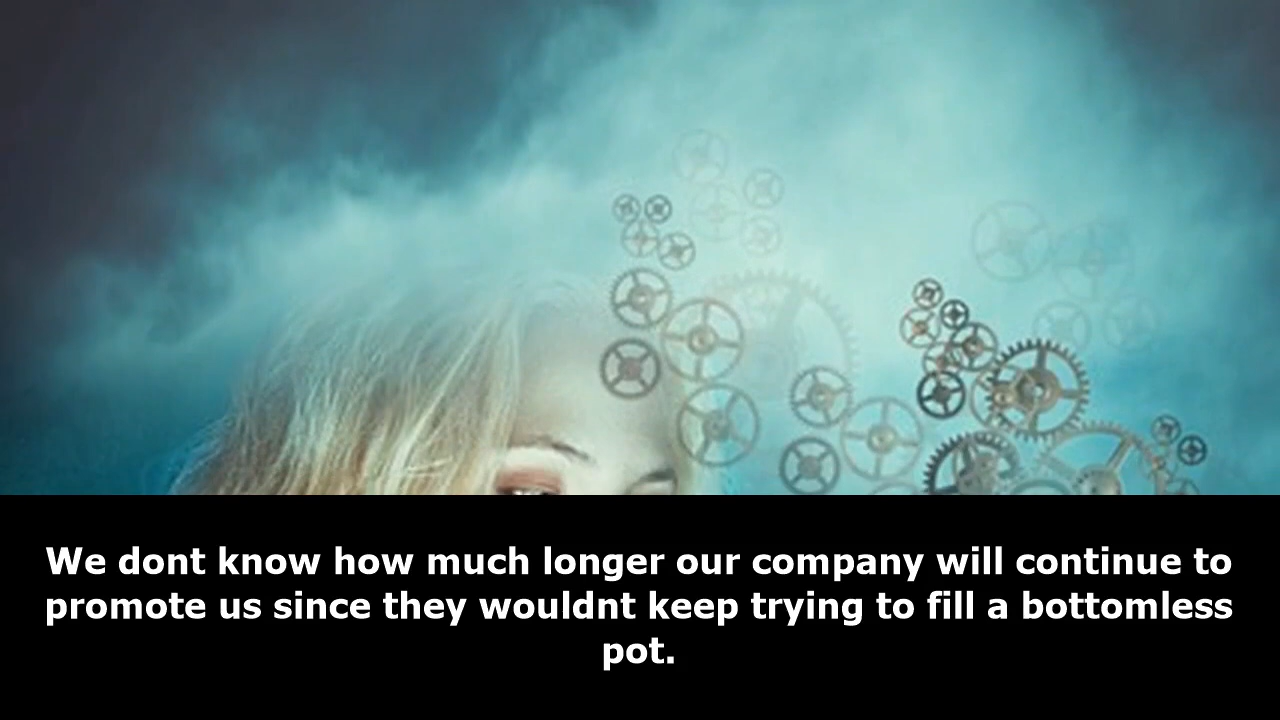 We dont know how much longer our company will continue to
promote us since they wouldnt keep trying to fill a bottomless
pot.